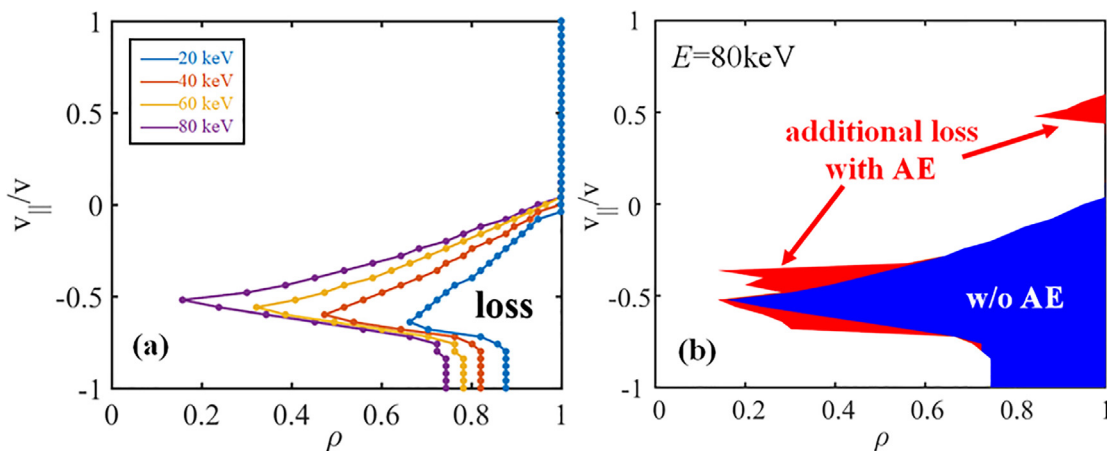 1
0.5
0
-0.5
-1
v||/v
20 keV
40 keV
60 keV
80 keV
loss
(a)
0
0.2
0.4
0.6
0.8
1
ρ
1
0.5
0
-0.5
-1
v||/v
E=80keV
additional loss
with AE
w/o AE
(b)
0
0.2
0.4
0.6
0.8
1
ρ